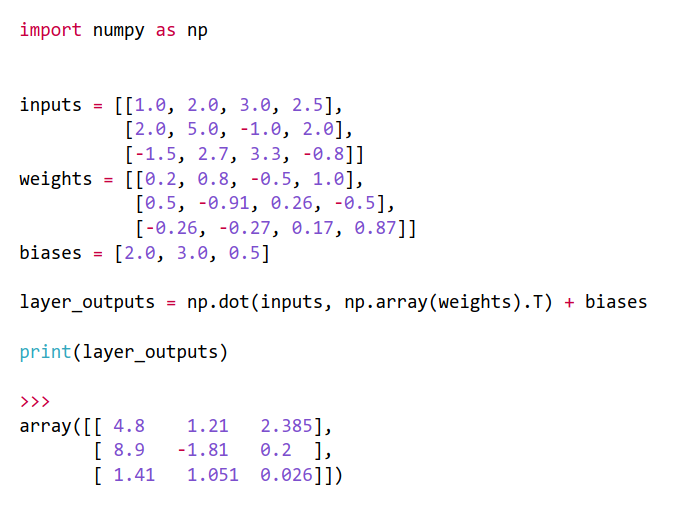 import numpy as np
inputs = [[1.0, 2.0, 3.0, 2.5],
[2.0, 5.0, -1.0, 2.0],
[-1.5, 2.7, 3.3, -0.8]]
weights = [[0.2, 0.8, -0.5, 1.0],
[0.5, -0.91, 0.26, -0.5],
[-0.26, -0.27, 0.17, 0.87]]
biases = [2.0, 3.0, 0.5]
layer_outputs = np.dot(inputs, np.array(weights).T) + biases
print(layer_outputs)
>>>
array([[ 4.8    1.21   2.385],
[ 8.9   -1.81   0.2  ],
[ 1.41   1.051  0.026]])